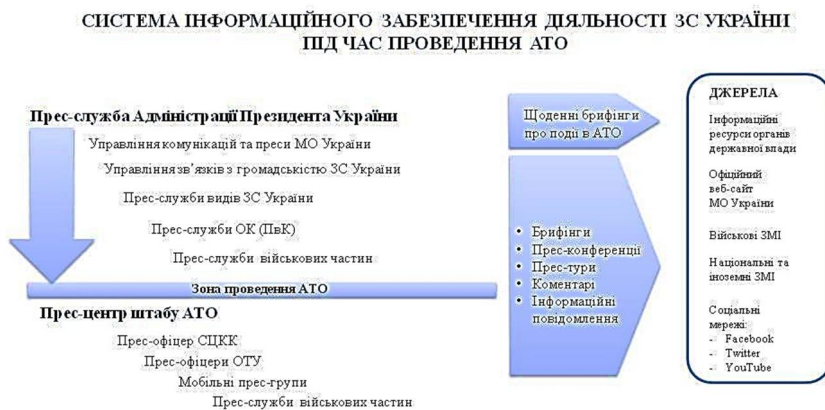 СИСТЕМА ІНФОРМАЦІЙНОГО ЗАБЕЗПЕЧЕННЯ ДІЯЛЬНОСТІ ЗС УКРАЇНИ
ПІД ЧАС ПРОВЕДЕННЯ АТО
Прес-служба Адміністрації Президента України
Управління комунікацій та преси МО України
Управління зв’язків з громадськістю ЗС України
Прес-служби видів ЗС України
Прес-служби ОК (ПвК)
Прес-служби військових частин
Зона проведення АТО
Прес-центр штабу АТО
Прес-офіцер СЦКК
Прес-офіцери ОТУ
Мобільні прес-групи
Прес-служби військових частин
Щоденні брифінги
про події в АТО
• Брифінги
• Прес-конференції
• Прес-тури
• Коментарі
• Інформаційні
повідомлення
ДЖЕРЕЛА
Інформаційні
ресурси органів
державної влади
Офіційний
веб-сайт
МО України
Військові ЗМІ
Національні та
іноземні ЗМІ
Соціальні
мережі:
- Facebook
- Twitter
- YouTube